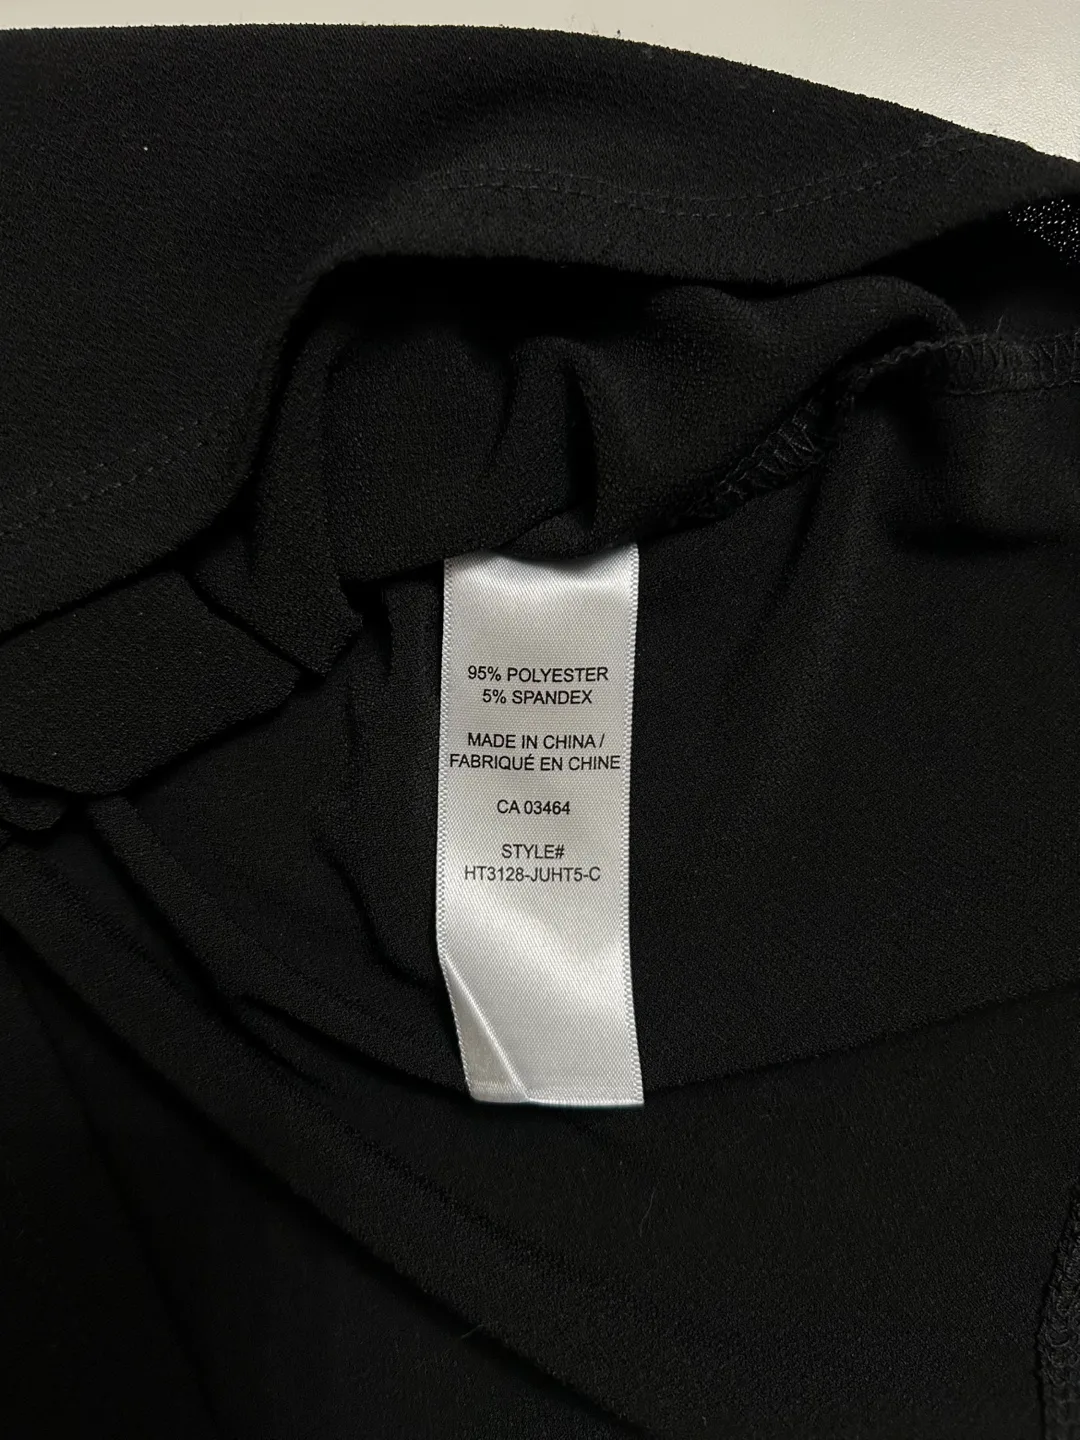 95% POLYESTER
5% SPANDEX
MADE IN CHINA /
FABRIQUÉ EN CHINE
CA 03464
STYLE#
HT3128-JUHT5-C